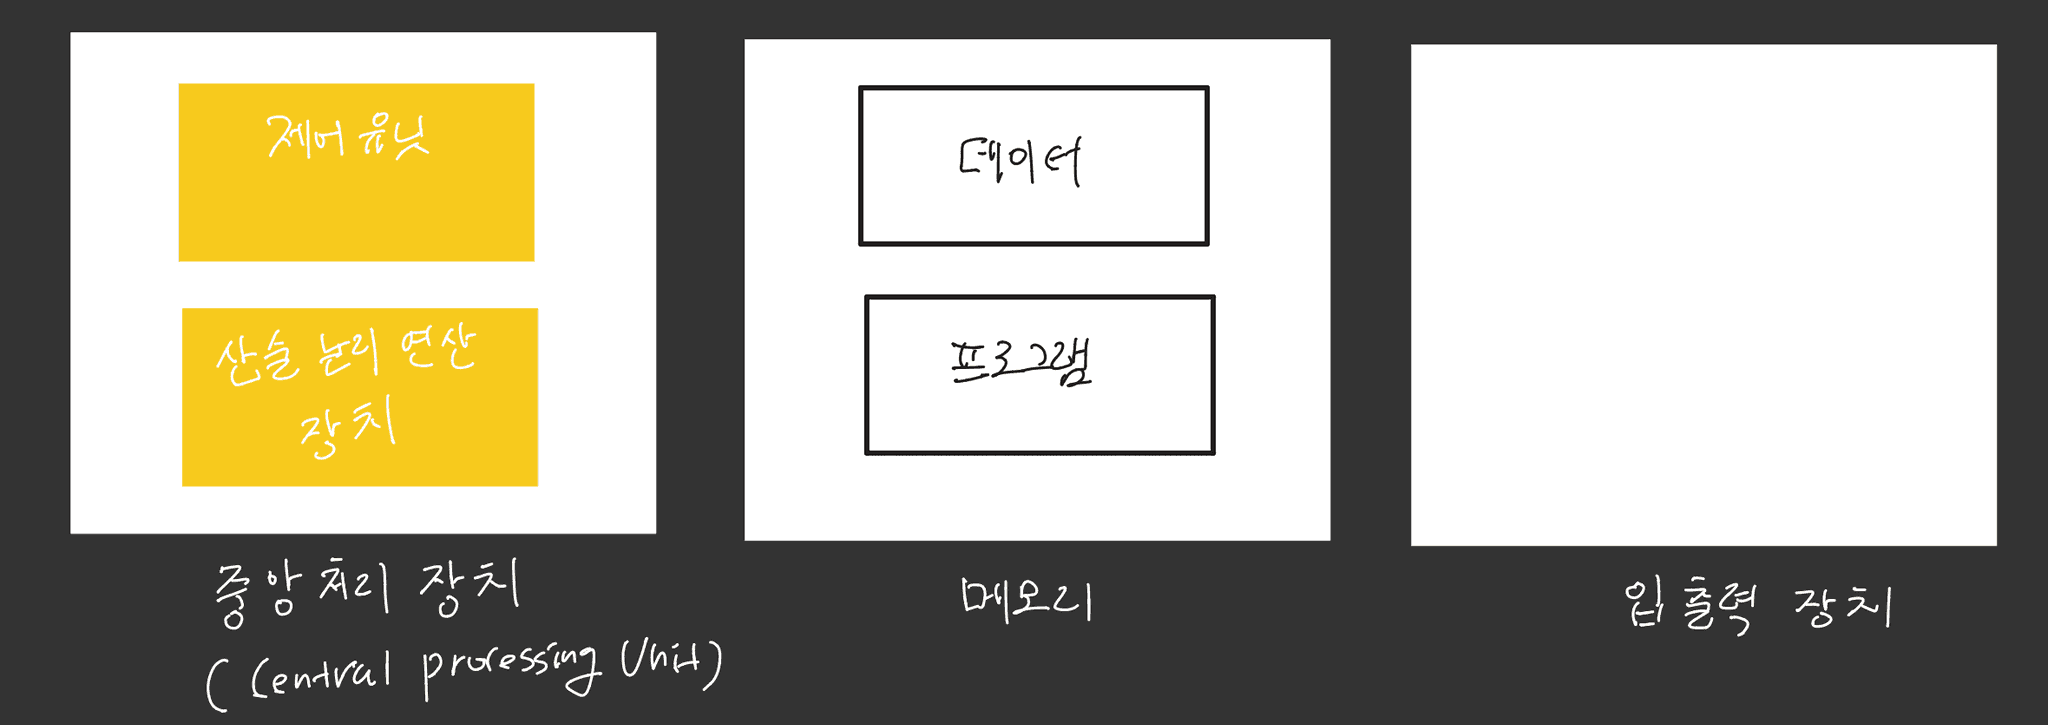 제어 유닛
산술 논리 연산
장치
중앙처리 장치
(Central processing Unit)
데이터
프로그램
메모리
입출력 장치